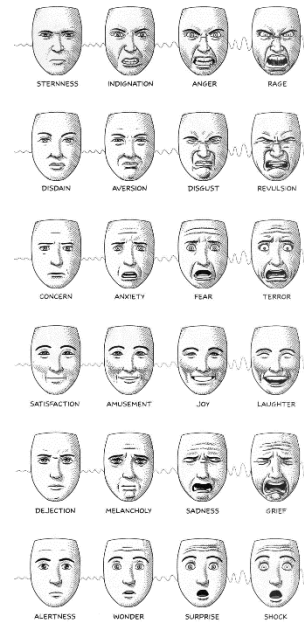 STERNNESS INDIGNATION ANGER RAGE
DISDAIN AVERSION DISGUST REVULSION
CONCERN ANXIETY FEAR TERROR
SATISFACTION AMUSEMENT JOY LAUGHTER
DEJECTION MELANCHOLY SADNESS GRIEF
ALERTNESS WONDER SURPRISE SHOCK